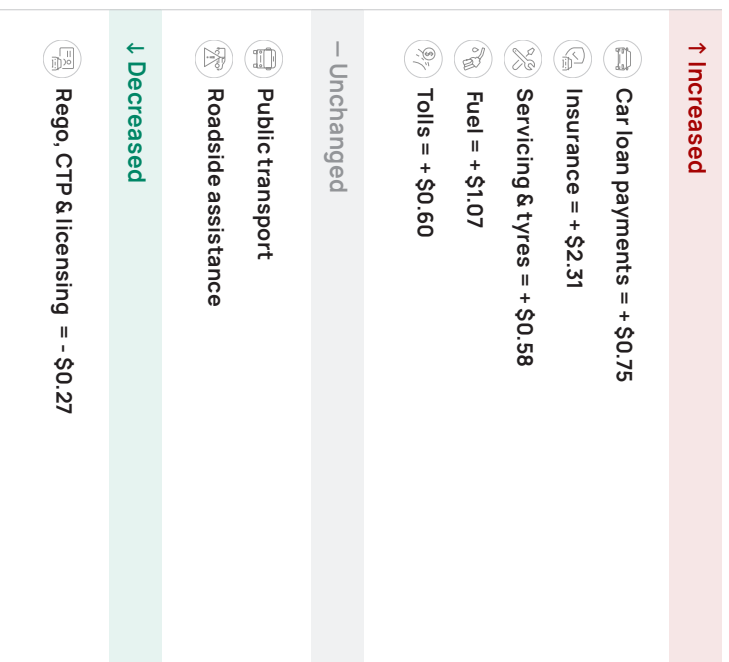 ↑ Increased
Car loan payments = + $0.75
Insurance = + $2.31
Servicing & tyres = + $0.58
Fuel = + $1.07
Tolls = + $0.60
– Unchanged
Public transport
Roadside assistance
↓ Decreased
Rego, CTP & licensing = - $0.27